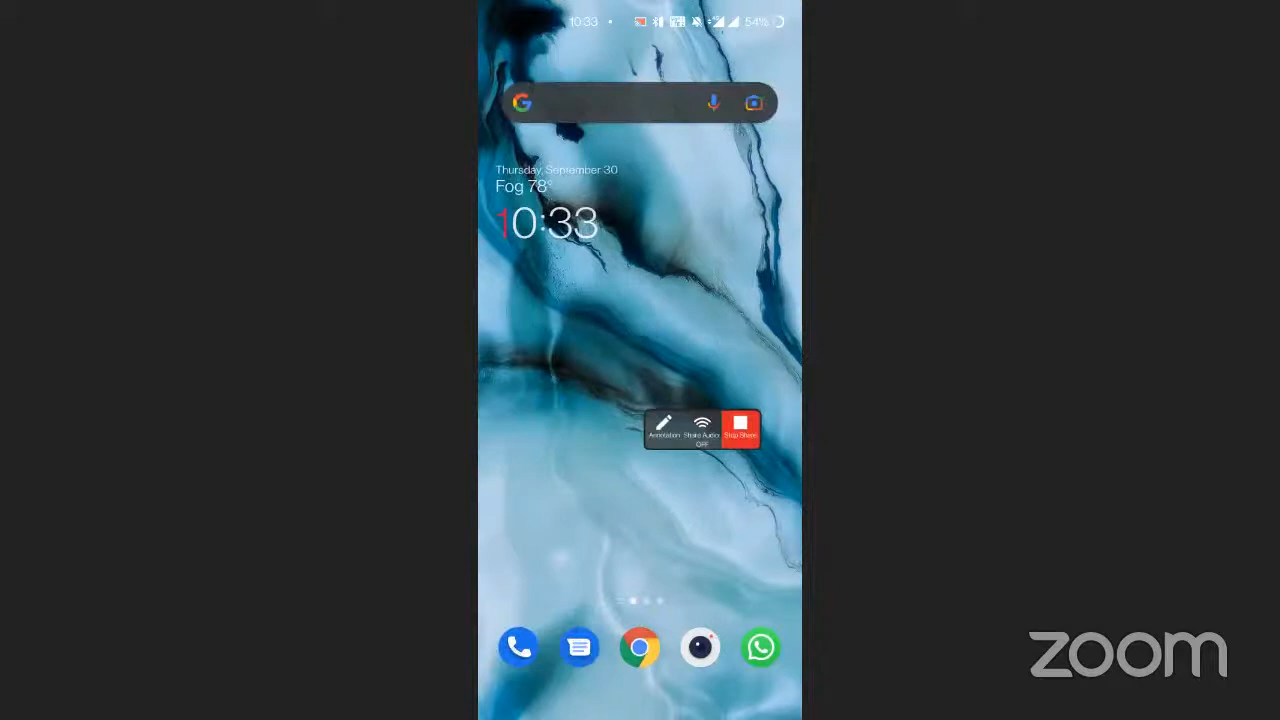 10:33
54%
Thursday, September 30
Fog 78°
10:33
Annotation
Share Audio
OFF
Stop Share
zoom